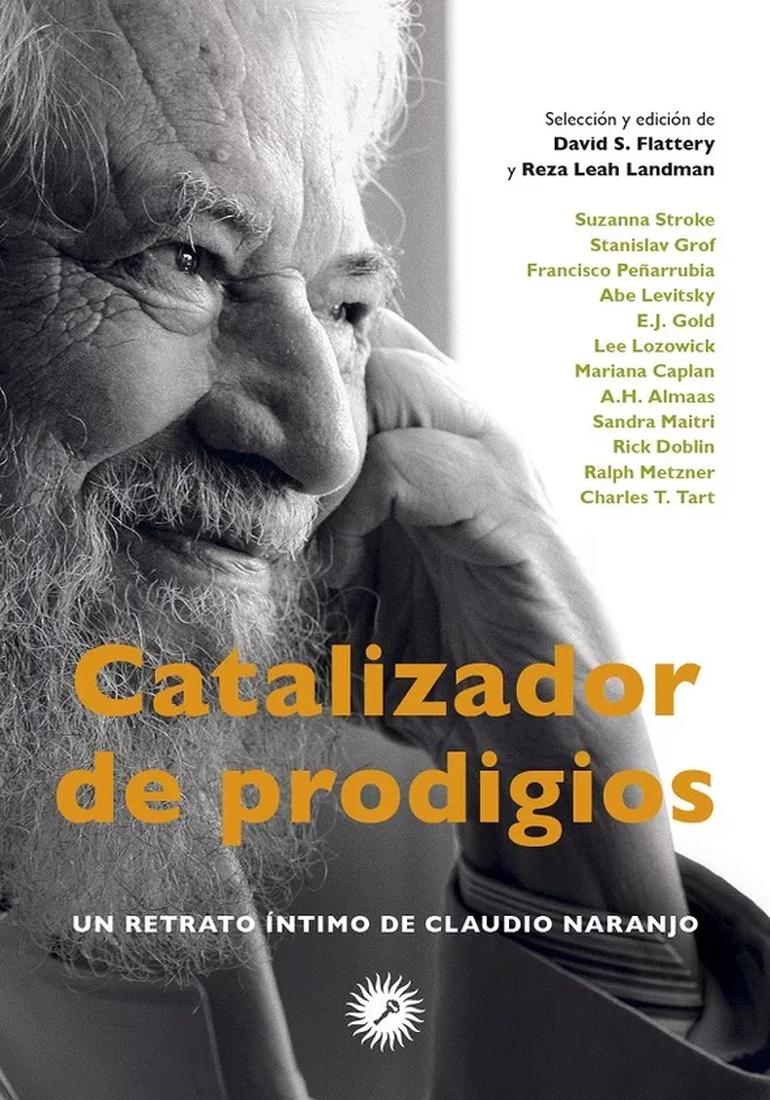 Selección y edición de
David S. Flattery
y Reza Leah Landman
Suzanna Stroke
Stanislav Grof
Francisco Peñarrubia
Abe Levitsky
E.J. Gold
Lee Lozowick
Mariana Caplan
A.H. Almaas
Sandra Maitri
Rick Doblin
Ralph Metzner
Charles T. Tart
Catalizador
de prodigios
UN RETRATO ÍNTIMO DE CLAUDIO NARANJO